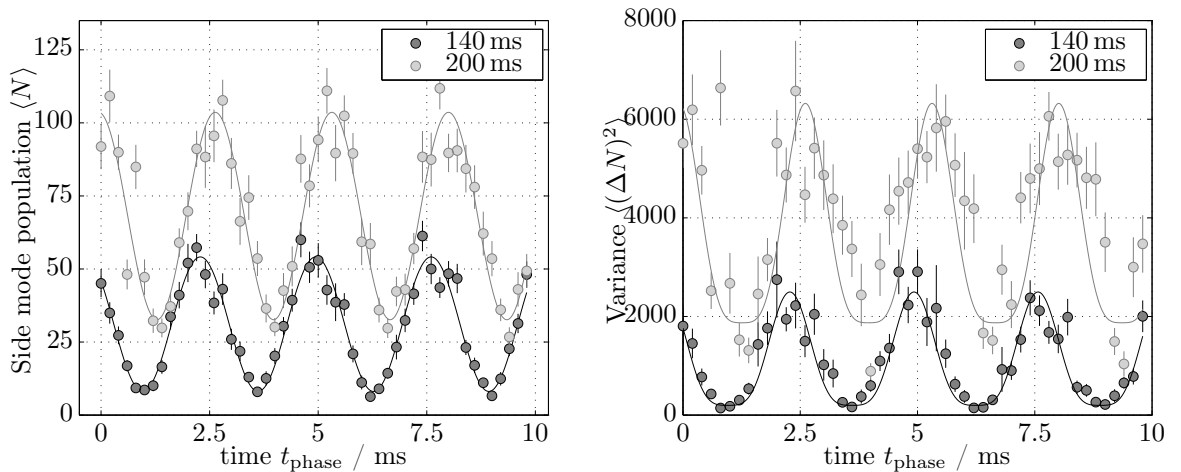 140 ms
200 ms
125
100
75
50
25
0
Side mode population ⟨N⟩
0
2.5
5
7.5
10
time t_phase / ms
140 ms
200 ms
8000
6000
4000
2000
0
Variance ⟨(ΔN)²⟩
0
2.5
5
7.5
10
time t_phase / ms